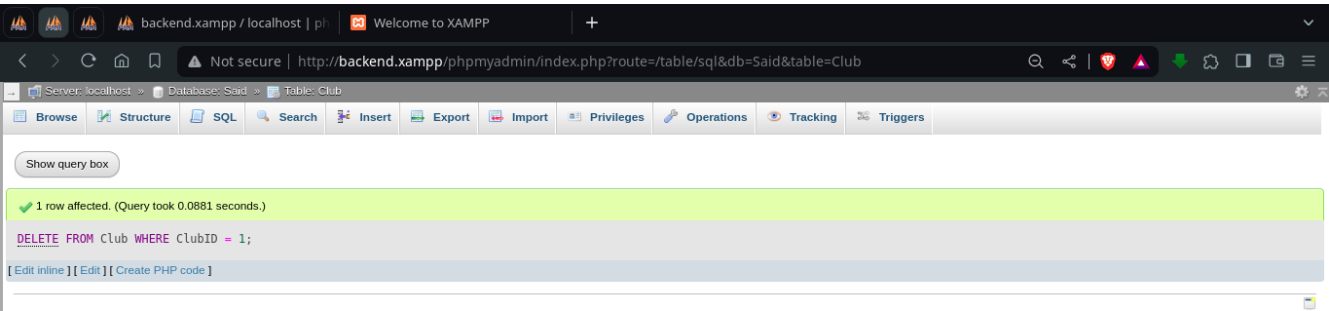 backend.xampp / localhost | ph Welcome to XAMPP
Not secure | http://backend.xampp/phpmyadmin/index.php?route=/table/sql&db=Said&table=Club
Server: localhost » Database: Said » Table: Club
Browse Structure SQL Search Insert Export Import Privileges Operations Tracking Triggers
Show query box
1 row affected. (Query took 0.0881 seconds.)
DELETE FROM Club WHERE ClubID = 1;
[ Edit inline ] [ Edit ] [ Create PHP code ]